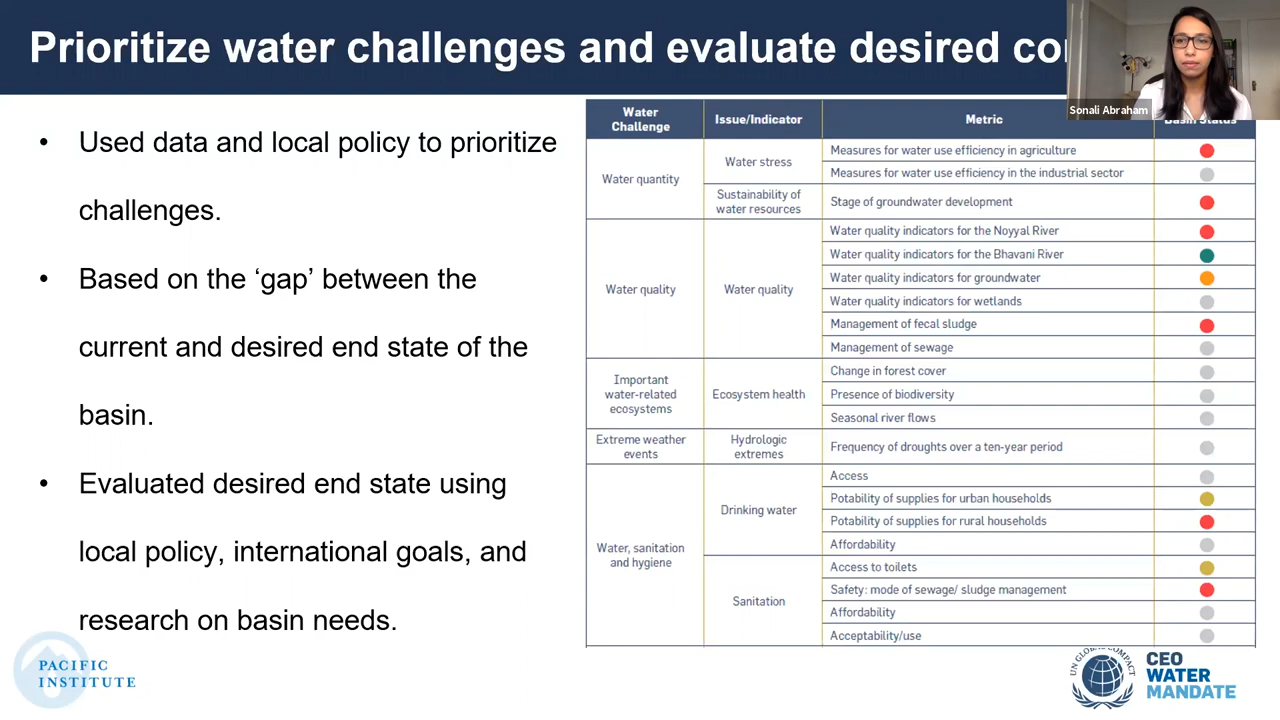 Prioritize water challenges and evaluate desired
Sonali Abraham
• Used data and local policy to prioritize
challenges.
• Based on the ‘gap’ between the
current and desired end state of the
basin.
• Evaluated desired end state using
local policy, international goals, and
research on basin needs.
Water
Challenge
Issue/Indicator
Metric
Basin Status
Water quantity
Water stress
Measures for water use efficiency in agriculture
Measures for water use efficiency in the industrial sector
Sustainability of
water resources
Stage of groundwater development
Water quality
Water quality
Water quality indicators for the Noyyal River
Water quality indicators for the Bhavani River
Water quality indicators for groundwater
Water quality indicators for wetlands
Management of fecal sludge
Management of sewage
Important
water-related
ecosystems
Ecosystem health
Change in forest cover
Presence of biodiversity
Seasonal river flows
Extreme weather
events
Hydrologic
extremes
Frequency of droughts over a ten-year period
Water, sanitation
and hygiene
Drinking water
Access
Potability of supplies for urban households
Potability of supplies for rural households
Affordability
Sanitation
Access to toilets
Safety: mode of sewage/ sludge management
Affordability
Acceptability/use
PACIFIC
INSTITUTE
UN GLOBAL COMPACT
CEO
WATER
MANDATE